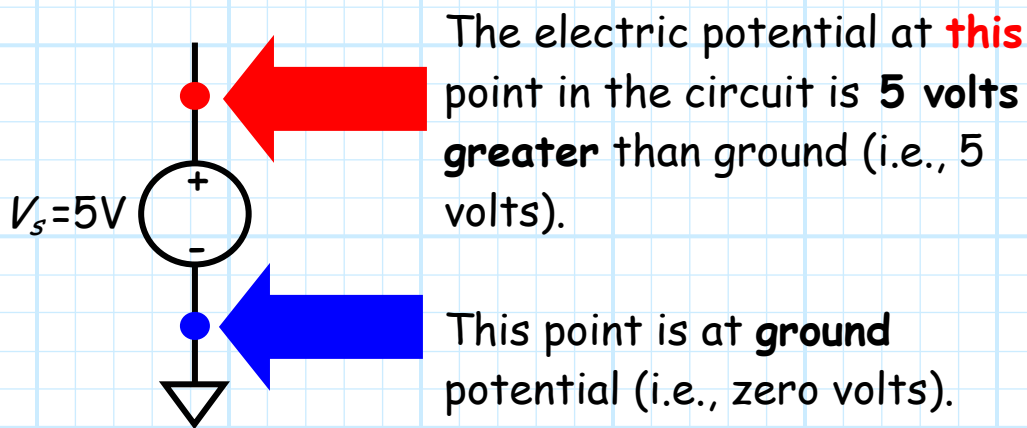 The electric potential at this
point in the circuit is 5 volts
greater than ground (i.e., 5
volts).
+
Vₛ=5V
-
This point is at ground
potential (i.e., zero volts).